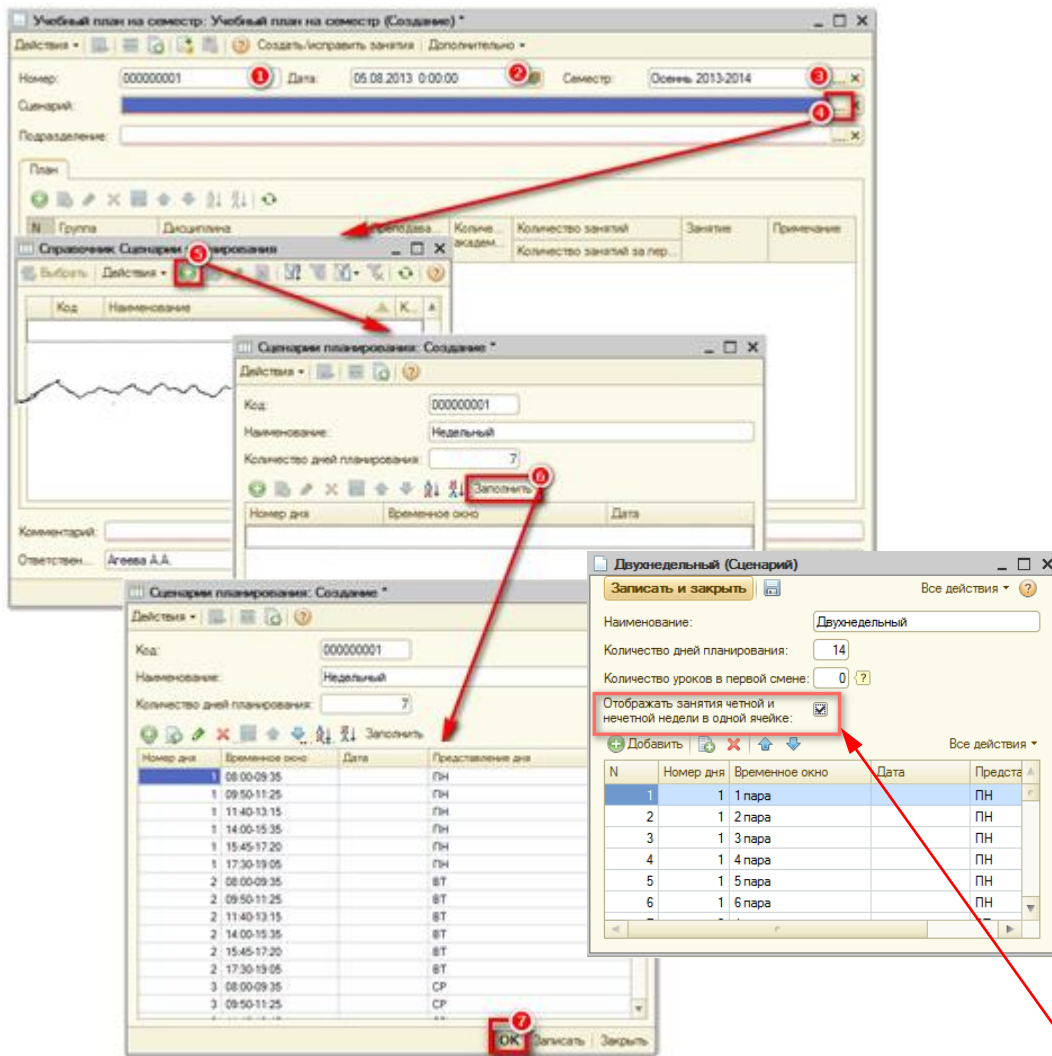 Учебный план на семестр: Учебный план на семестр (Создание) *
Действия Создать/исправить занятия Дополнительно
Номер: 000000001 1 Дата: 05.08.2013 0:00:00 2 Семестр: Осеннь 2013-2014 3 ... ×
Сценарий: 4 ...
Подразделение: ... ×
План
N Группа Дисциплина Преподава... Количе... академ... Количество занятий Занятие Примечание
Количество занятий за пер...
Комментарий:
Ответствен... Агеева А.А.
Справочник Сценарии планирования
5
Выбрать Действия
Код Наименование К...
Сценарии планирования: Создание *
Действия
Код: 000000001
Наименование: Недельный
Количество дней планирования: 7
6
Заполнить
Номер дня Временное окно Дата
Сценарии планирования: Создание *
Действия
Код: 000000001
Наименование: Недельный
Количество дней планирования: 7
Заполнить
Номер дня Временное окно Дата Представление дня
1 08:00-09:35 ПН
1 09:50-11:25 ПН
1 11:40-13:15 ПН
1 14:00-15:35 ПН
1 15:45-17:20 ПН
1 17:30-19:05 ПН
2 08:00-09:35 ВТ
2 09:50-11:25 ВТ
2 11:40-13:15 ВТ
2 14:00-15:35 ВТ
2 15:45-17:20 ВТ
2 17:30-19:05 ВТ
3 08:00-09:35 СР
3 09:50-11:25 СР
7
OK Записать Закрыть
Двухнедельный (Сценарий)
Записать и закрыть Все действия ?
Наименование: Двухнедельный
Количество дней планирования: 14
Количество уроков в первой смене: 0 ?
Отображать занятия четной и
нечетной недели в одной ячейке:
Добавить Все действия
N Номер дня Временное окно Дата Предста
1 1 1 пара ПН
2 1 2 пара ПН
3 1 3 пара ПН
4 1 4 пара ПН
5 1 5 пара ПН
6 1 6 пара ПН